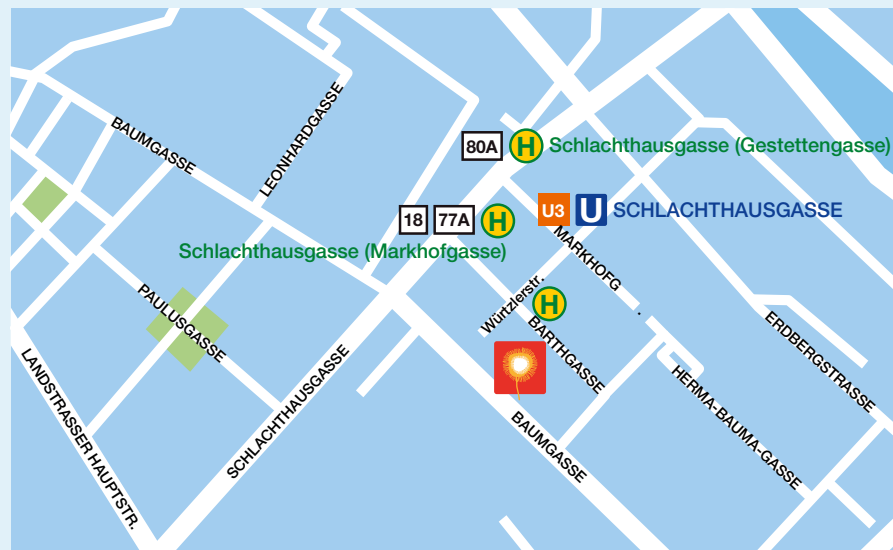 BAUMGASSE
LEONHARDGASSE
80A H Schlachthausgasse (Gestettengasse)
18 77A H
U3 U SCHLACHTHAUSGASSE
Schlachthausgasse (Markhofgasse)
MARKHOFG
Würtzlerstr.
H
BARTHGASSE
PAULUSGASSE
ERDBERGSTRASSE
LANDSTRASSER HAUPTSTR.
SCHLACHTHAUSGASSE
HERMA-BAUMA-GASSE
BAUMGASSE